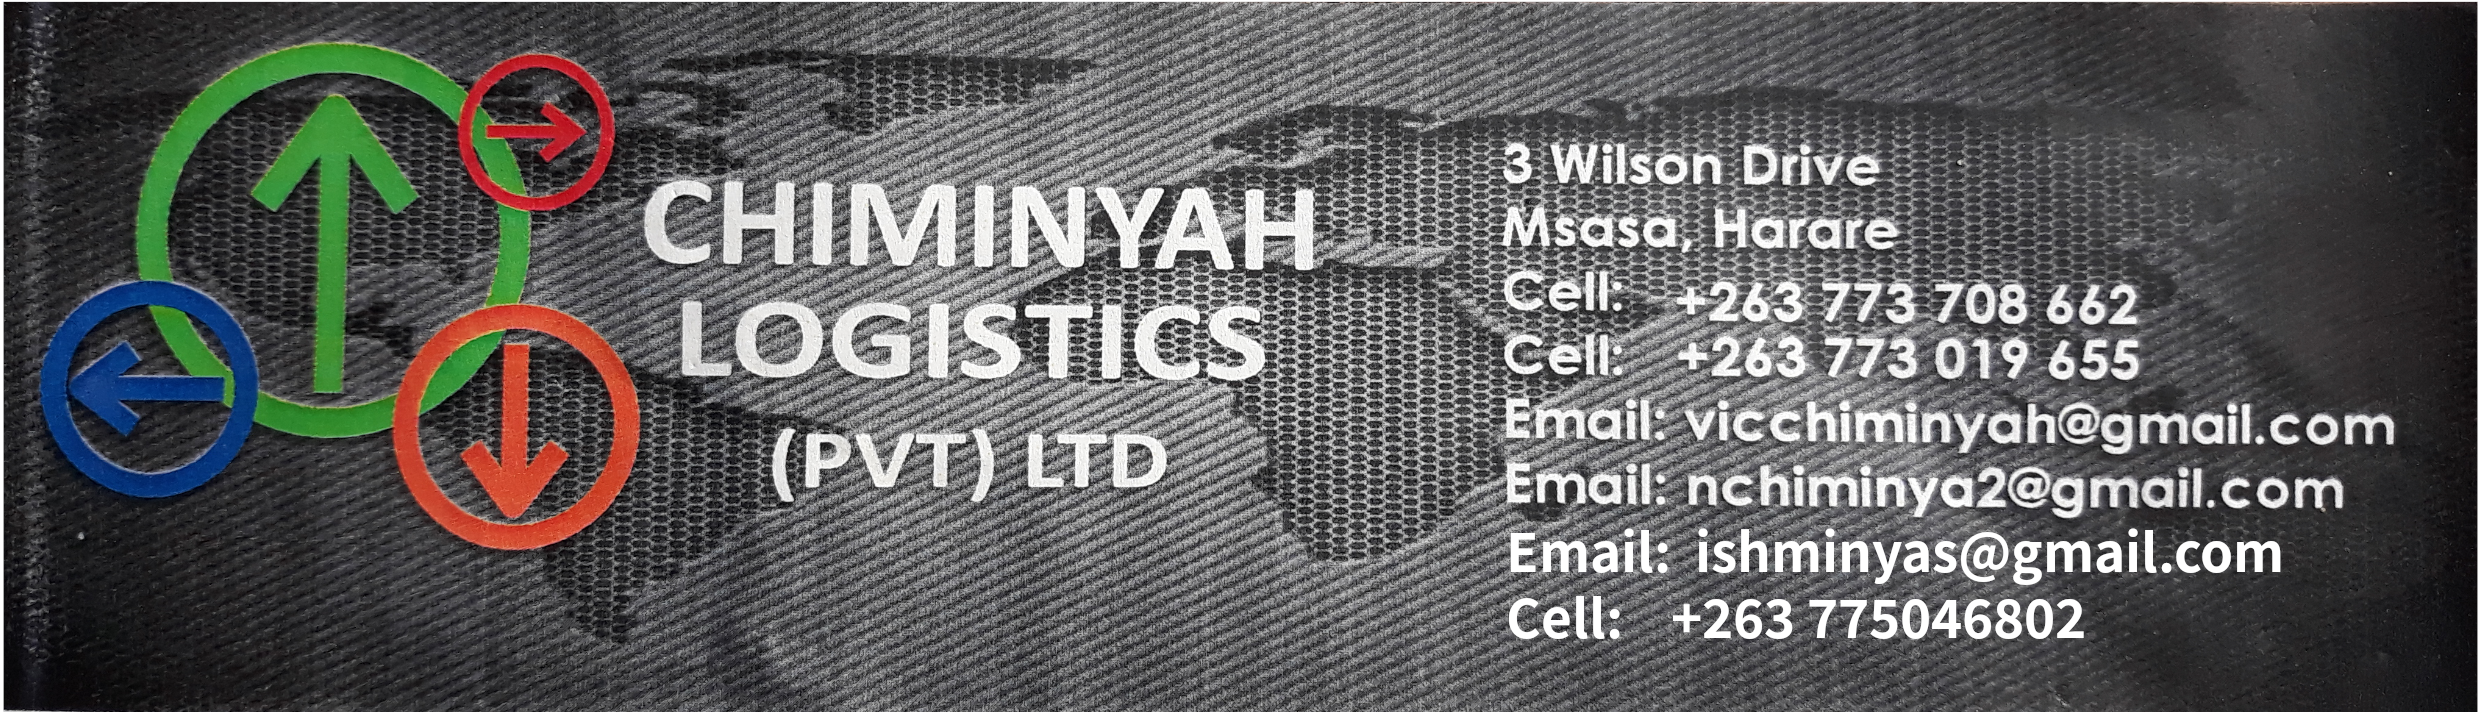 CHIMINYAH
LOGISTICS
(PVT) LTD
3 Wilson Drive
Msasa, Harare
Cell: +263 773 708 662
Cell: +263 773 019 655
Email: vicchiminyah@gmail.com
Email: nchiminya2@gmail.com
Email: ishminyas@gmail.com
Cell: +263 775046802